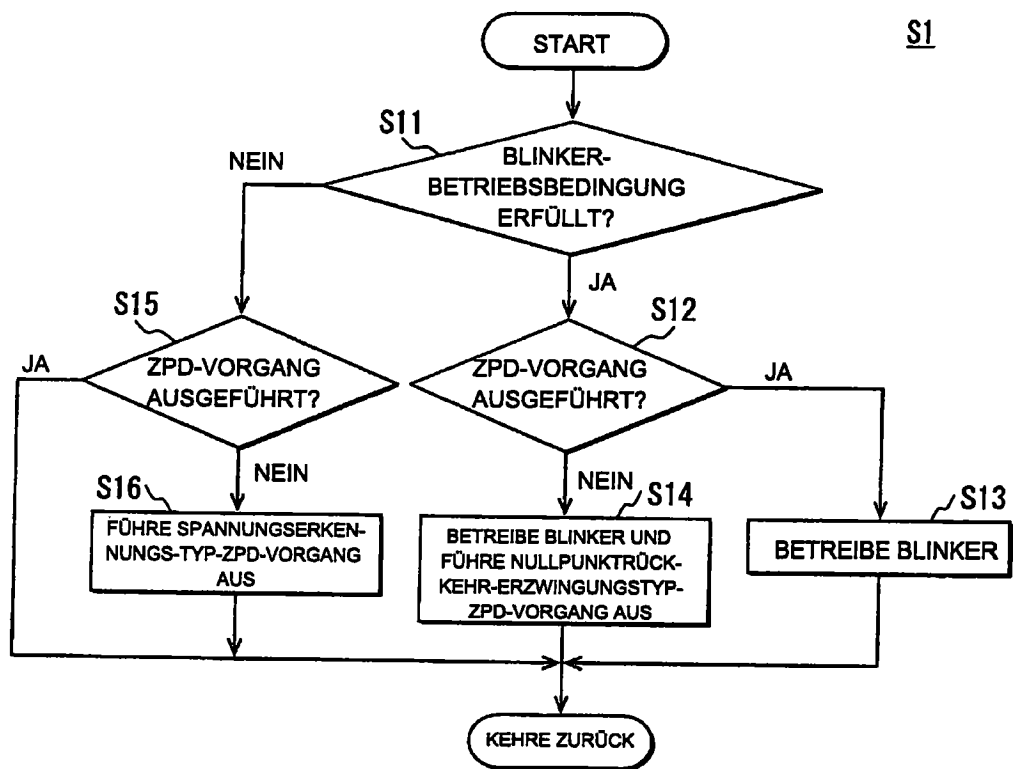 START
S1
S11
BLINKER-
BETRIEBSBEDINGUNG
ERFÜLLT?
NEIN
JA
S15
ZPD-VORGANG
AUSGEFÜHRT?
JA
NEIN
S12
ZPD-VORGANG
AUSGEFÜHRT?
JA
NEIN
S16
FÜHRE SPANNUNGSERKEN-
NUNGS-TYP-ZPD-VORGANG
AUS
S14
BETREIBE BLINKER UND
FÜHRE NULLPUNKTRÜCK-
KEHR-ERZWINGUNGSTYP-
ZPD-VORGANG AUS
S13
BETREIBE BLINKER
KEHRE ZURÜCK